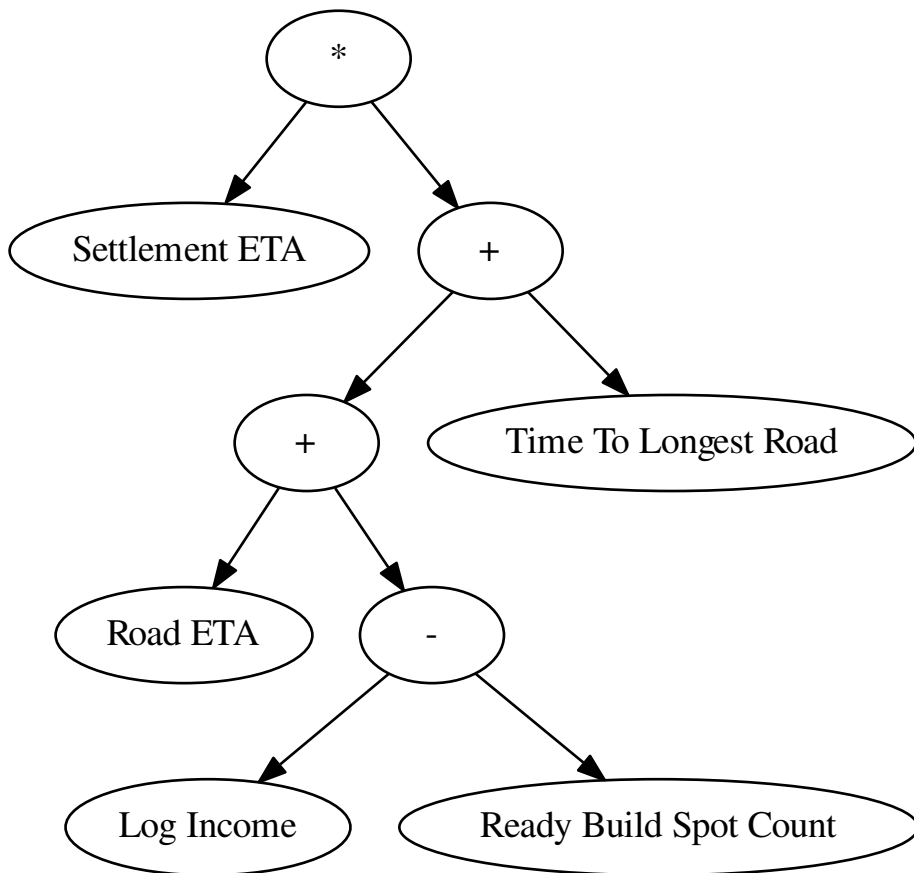 *
Settlement ETA
+
+
Time To Longest Road
Road ETA
-
Log Income
Ready Build Spot Count